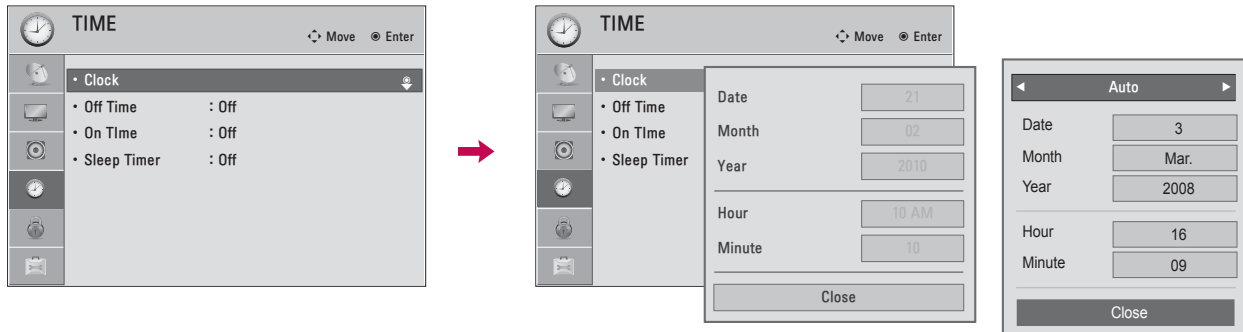 TIME
Move Enter
• Clock
• Off Time : Off
• On TIme : Off
• Sleep Timer : Off
TIME
Move Enter
• Clock
• Off Time
• On TIme
• Sleep Timer
Date 21
Month 02
Year 2010
Hour 10 AM
Minute 10
Close
Auto
Date 3
Month Mar.
Year 2008
Hour 16
Minute 09
Close